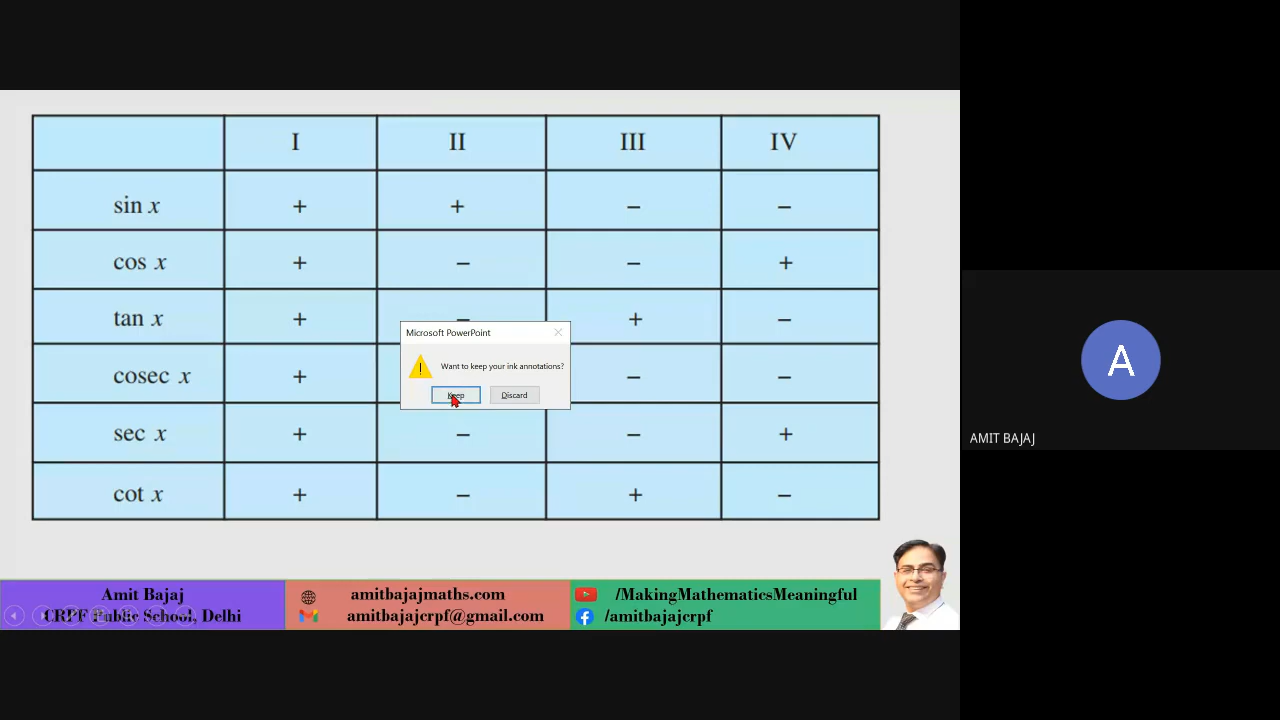 I II III IV
sin x + + – –
cos x + – – +
tan x + – + –
Microsoft PowerPoint
Want to keep your ink annotations?
Keep Discard
cosec x + – –
sec x + – – +
cot x + – + –
A
AMIT BAJAJ
Amit Bajaj
CRPF Public School, Delhi
amitbajajmaths.com
amitbajajcrpf@gmail.com
/MakingMathematicsMeaningful
/amitbajajcrpf